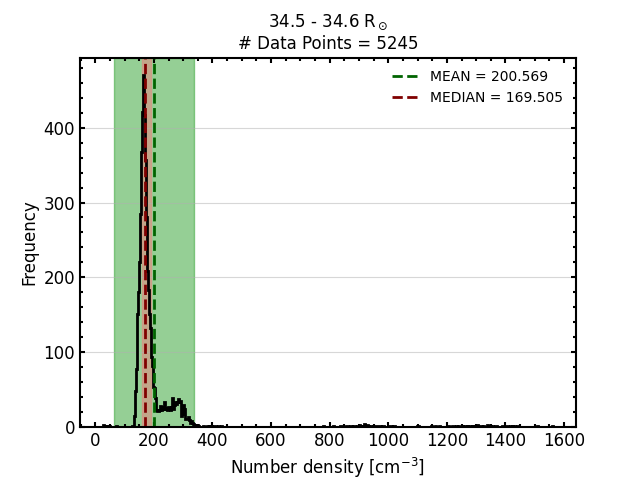 34.5 - 34.6 R⊙
# Data Points = 5245
MEAN = 200.569
MEDIAN = 169.505
Frequency
400
300
200
100
0
0 200 400 600 800 1000 1200 1400 1600
Number density [cm⁻³]